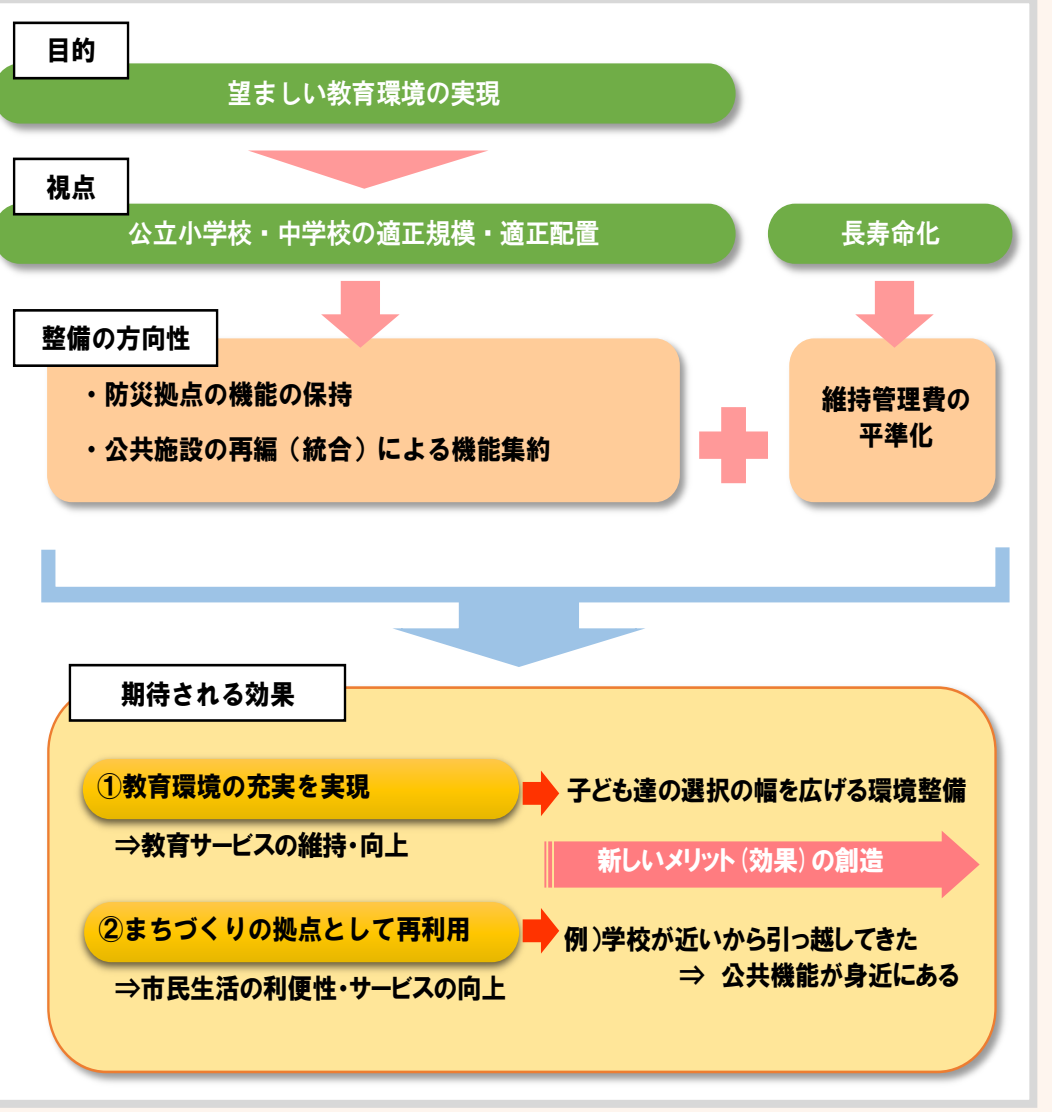 目的
望ましい教育環境の実現
視点
公立小学校・中学校の適正規模・適正配置
長寿命化
整備の方向性
・防災拠点の機能の保持
・公共施設の再編（統合）による機能集約
維持管理費の
平準化
期待される効果
①教育環境の充実を実現
子ども達の選択の幅を広げる環境整備
⇒教育サービスの維持・向上
新しいメリット（効果）の創造
②まちづくりの拠点として再利用
例）学校が近いから引っ越してきた
⇒ 公共機能が身近にある
⇒市民生活の利便性・サービスの向上